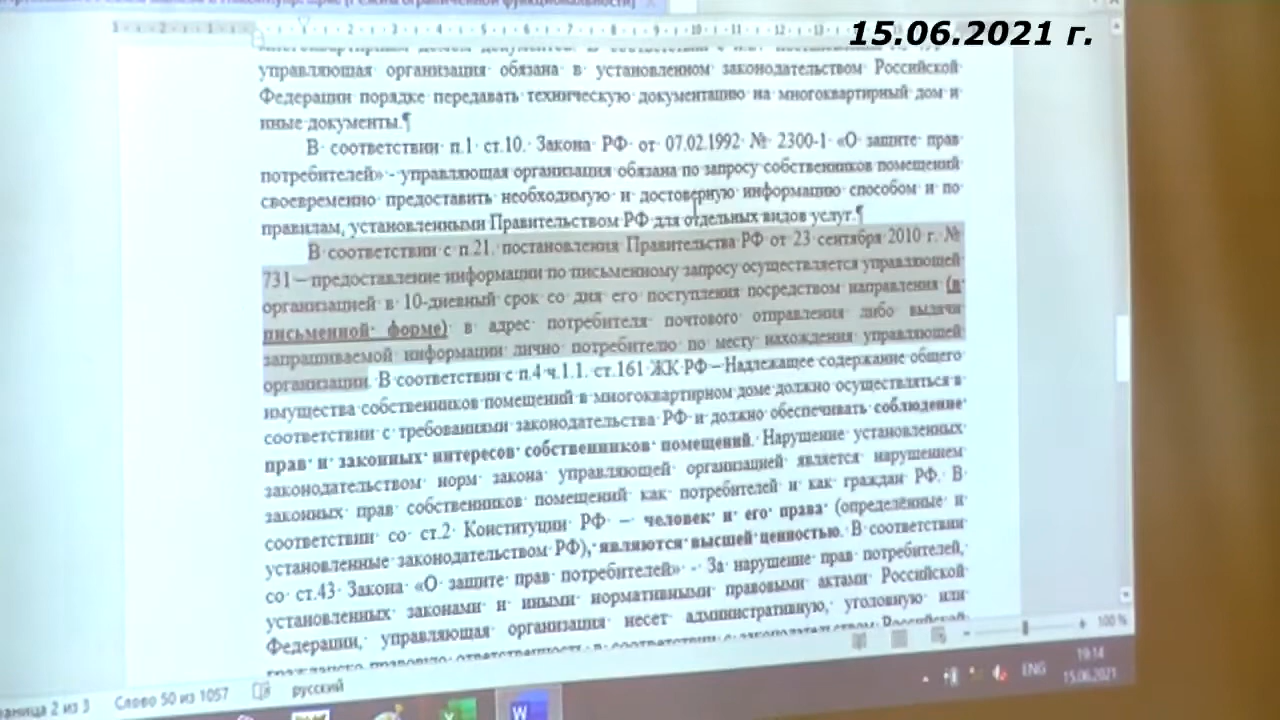 15.06.2021 г.
управляющая организация обязана в установленном законодательством Российской
Федерации порядке передавать техническую документацию на многоквартирный дом и
иные документы.¶
В соответствии п.1 ст.10. Закона РФ от 07.02.1992 № 2300-1 «О защите прав
потребителей» - управляющая организация обязана по запросу собственников помещений
своевременно предоставить необходимую и достоверную информацию способом и по
правилам, установленными Правительством РФ для отдельных видов услуг.¶
В соответствии с п.21. постановления Правительства РФ от 23 сентября 2010 г. №
731 – предоставление информации по письменному запросу осуществляется управляющей
организацией в 10-дневный срок со дня его поступления посредством направления (в
письменной форме) в адрес потребителя почтового отправления либо выдачи
запрашиваемой информации лично потребителю по месту нахождения управляющей
организации. В соответствии с п.4 ч.1.1. ст.161 ЖК РФ – Надлежащее содержание общего
имущества собственников помещений в многоквартирном доме должно осуществляться в
соответствии с требованиями законодательства РФ и должно обеспечивать соблюдение
прав и законных интересов собственников помещений. Нарушение установленных
законодательством норм закона управляющей организацией является нарушением
законных прав собственников помещений как потребителей и как граждан РФ. В
соответствии со ст.2 Конституции РФ – человек и его права (определённые и
установленные законодательством РФ), являются высшей ценностью. В соответствии
со ст.43 Закона «О защите прав потребителей» - За нарушение прав потребителей,
установленных законами и иными нормативными правовыми актами Российской
Федерации, управляющая организация несет административную, уголовную или
100 %
2 из 3 Слово 50 из 1057 русский
ENG 19:14
15.06.2021